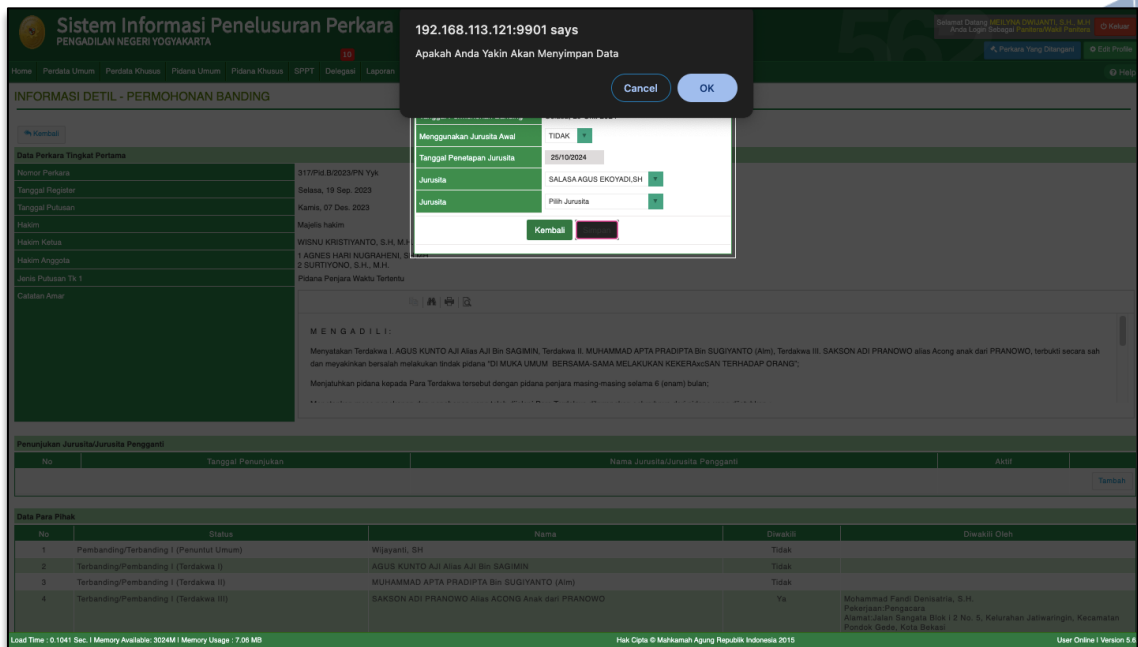 Sistem Informasi Penelusuran Perkara
PENGADILAN NEGERI YOGYAKARTA
Selamat Datang MEILYNA DWIJANTI, S.H., M.H
Anda Login Sebagai Panitera/Wakil Panitera
Keluar
10
Perkara Yang Ditangani
Edit Profile
Home Perdata Umum Perdata Khusus Pidana Umum Pidana Khusus SPPT Delegasi Laporan
Help
192.168.113.121:9901 says
Apakah Anda Yakin Akan Menyimpan Data
Cancel OK
INFORMASI DETIL - PERMOHONAN BANDING
Kembali
Menggunakan Jurusita Awal TIDAK
Tanggal Penetapan Jurusita 25/10/2024
Jurusita SALASA AGUS EKOYADI,SH
Jurusita Pilih Jurusita
Kembali
Data Perkara Tingkat Pertama
Nomor Perkara 317/Pid.B/2023/PN Yyk
Tanggal Register Selasa, 19 Sep. 2023
Tanggal Putusan Kamis, 07 Des. 2023
Hakim Majelis hakim
Hakim Ketua WISNU KRISTIYANTO, S.H, M.H
Hakim Anggota 1 AGNES HARI NUGRAHENI,
2 SURTIYONO, S.H., M.H.
Jenis Putusan Tk 1 Pidana Penjara Waktu Tertentu
Catatan Amar
M E N G A D I L I :
Menyatakan Terdakwa I. AGUS KUNTO AJI Alias AJI Bin SAGIMIN, Terdakwa II. MUHAMMAD APTA PRADIPTA Bin SUGIYANTO (Alm), Terdakwa III. SAKSON ADI PRANOWO alias Acong anak dari PRANOWO, terbukti secara sah
dan meyakinkan bersalah melakukan tindak pidana "DI MUKA UMUM BERSAMA-SAMA MELAKUKAN KEKERAxcSAN TERHADAP ORANG";
Menjatuhkan pidana kepada Para Terdakwa tersebut dengan pidana penjara masing-masing selama 6 (enam) bulan;
Penunjukan Jurusita/Jurusita Pengganti
No Tanggal Penunjukan Nama Jurusita/Jurusita Pengganti Aktif
Tambah
Data Para Pihak
No Status Nama Diwakili Diwakili Oleh
1 Pembanding/Terbanding I (Penuntut Umum) Wijayanti, SH Tidak
2 Terbanding/Pembanding I (Terdakwa I) AGUS KUNTO AJI Alias AJI Bin SAGIMIN Tidak
3 Terbanding/Pembanding I (Terdakwa II) MUHAMMAD APTA PRADIPTA Bin SUGIYANTO (Alm) Tidak
4 Terbanding/Pembanding I (Terdakwa III) SAKSON ADI PRANOWO Alias ACONG Anak dari PRANOWO Ya Mohammad Fandi Denisatria, S.H.
Pekerjaan:Pengacara
Alamat:Jalan Sangata Blok I 2 No. 5, Kelurahan Jatiwaringin, Kecamatan
Pondok Gede, Kota Bekasi
Load Time : 0.1041 Sec. | Memory Available: 3024M | Memory Usage : 7.06 MB
Hak Cipta © Mahkamah Agung Republik Indonesia 2015
User Online | Version 5.6